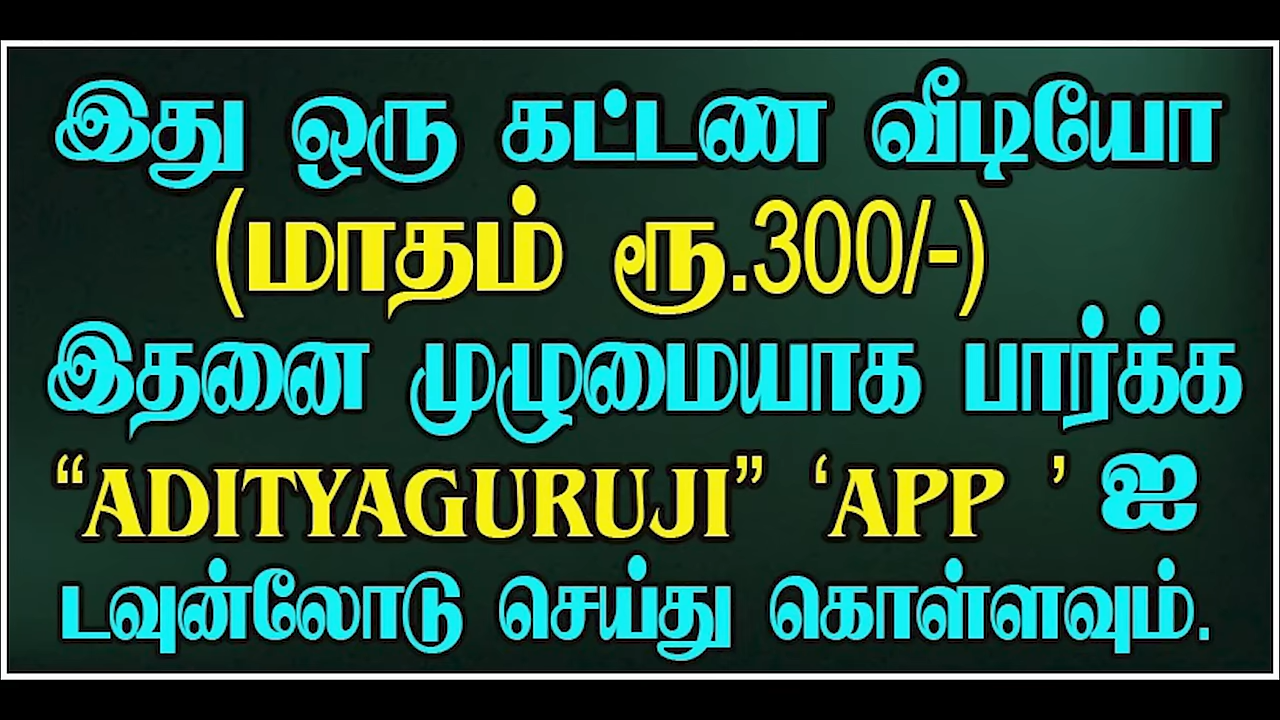 இது ஒரு கட்டண வீடியோ
(மாதம் ரூ.300/-)
இதனை முழுமையாக பார்க்க
“ADITYAGURUJI” ‘APP ’ ஐ
டவுன்லோடு செய்து கொள்ளவும்.